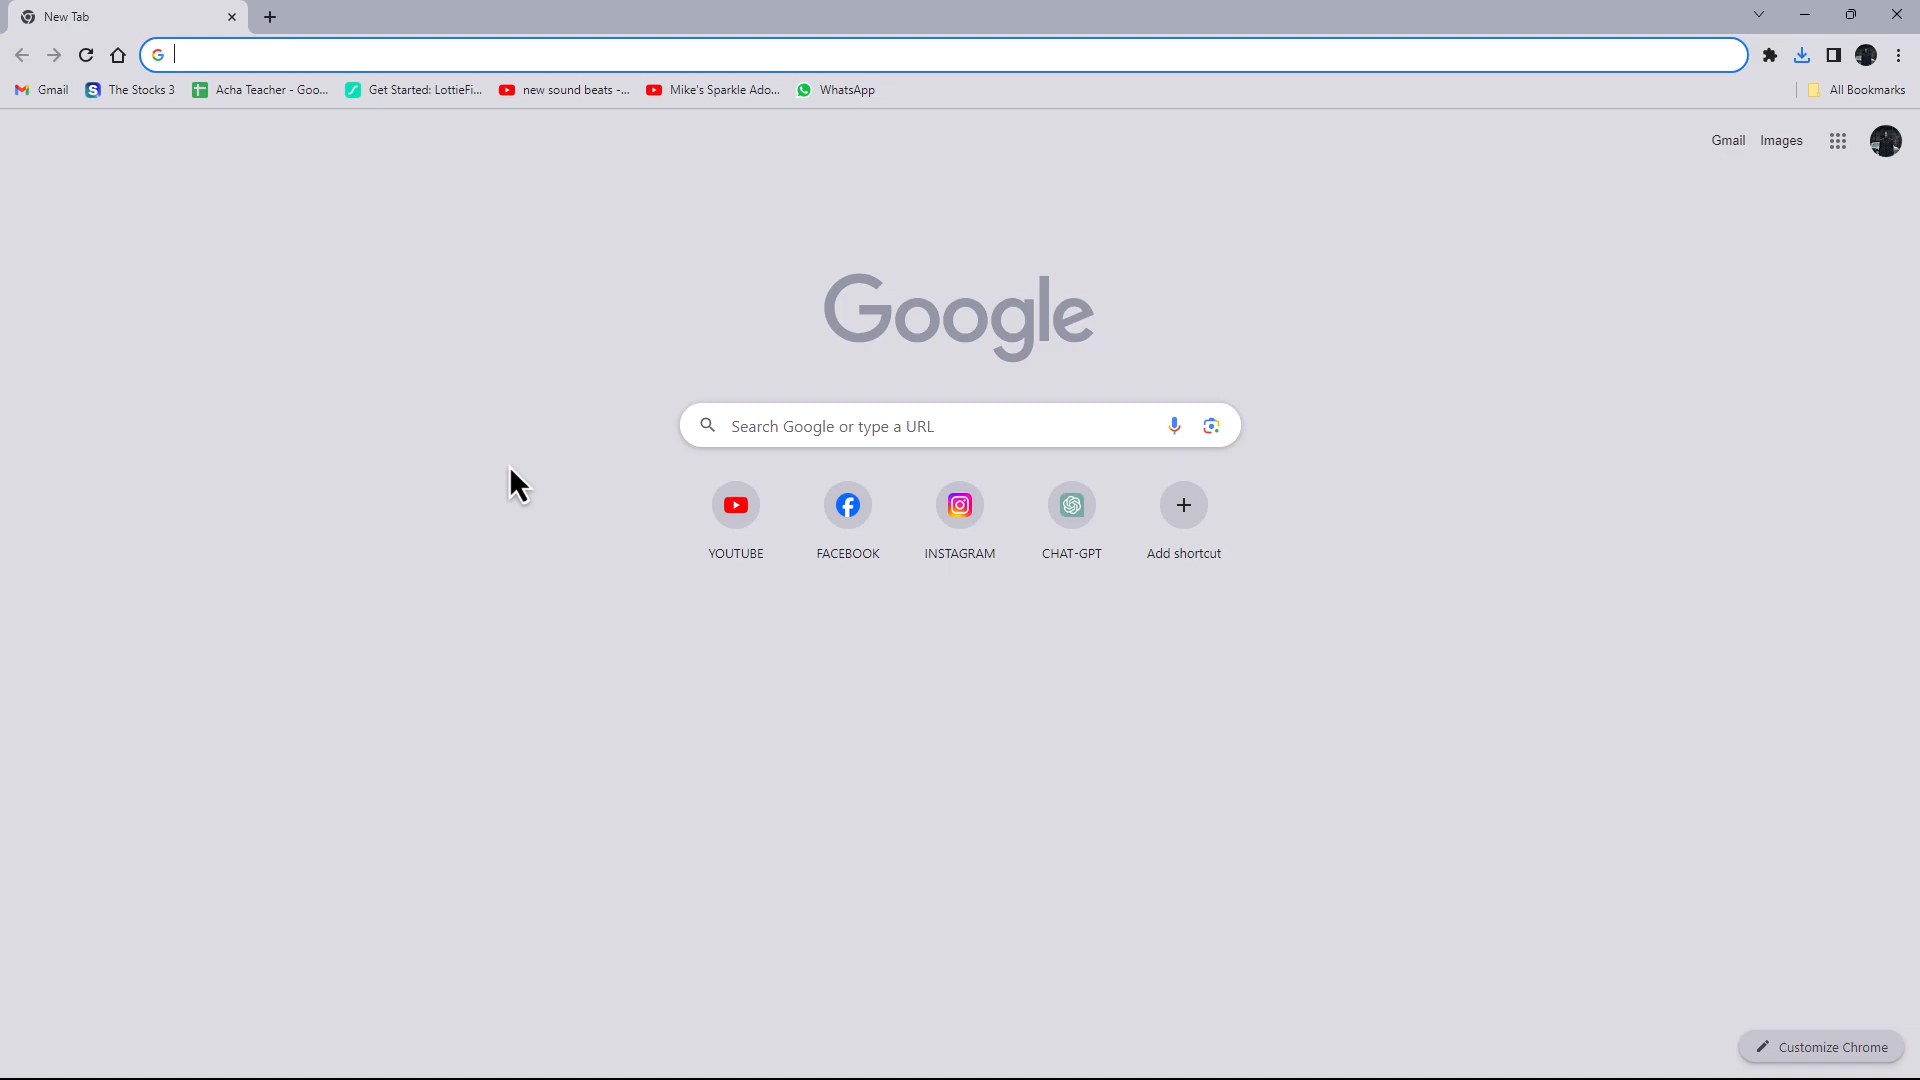 New Tab
Gmail The Stocks 3 Acha Teacher - Goo... Get Started: LottieFi... new sound beats -... Mike's Sparkle Ado... WhatsApp All Bookmarks
Gmail Images
Google
Search Google or type a URL
YOUTUBE FACEBOOK INSTAGRAM CHAT-GPT Add shortcut
Customize Chrome